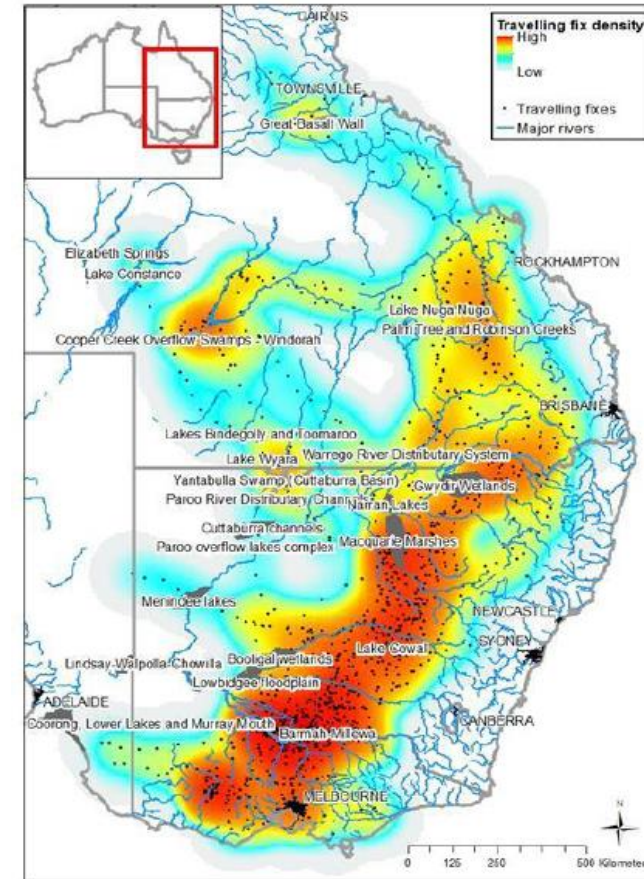 CAIRNS
Travelling fix density
High
Low
Travelling fixes
Major rivers
TOWNSVILLE
Great Basalt Wall
Elizabeth Springs
Lake Constance
ROCKHAMPTON
Lake Nuga Nuga
Palm Tree and Robinson Creeks
Cooper Creek Overflow Swamps - Windorah
BRISBANE
Lakes Bindegolly and Toomaroo
Lake Wyara
Warrego River Distributary System
Yantabulla Swamp (Cuttaburra Basin)
Gwydir Wetlands
Paroo River Distributary Channels
Narran Lakes
Cuttaburra channels
Macquarie Marshes
Paroo overflow lakes complex
Menindee lakes
NEWCASTLE
SYDNEY
Lake Cowal
Lindsay-Walpolla-Chowilla
Booligal wetlands
Lowbidgee floodplain
ADELAIDE
CANBERRA
Coorong, Lower Lakes and Murray Mouth
Barmah-Millewa
MELBOURNE
N
0 125 250 500 Kilometers